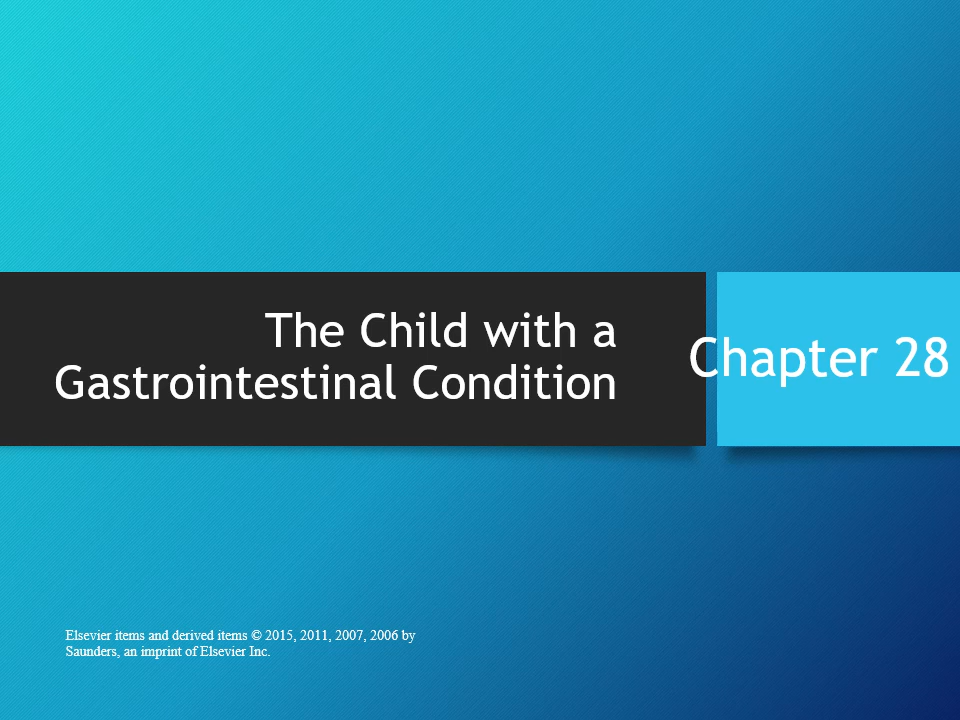 The Child with a
Gastrointestinal Condition
Chapter 28
Elsevier items and derived items © 2015, 2011, 2007, 2006 by
Saunders, an imprint of Elsevier Inc.